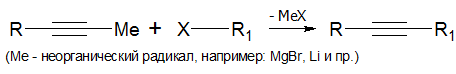 R Me + X R1 - MeX R R1
(Me - неорганический радикал, например: MgBr, Li и пр.)